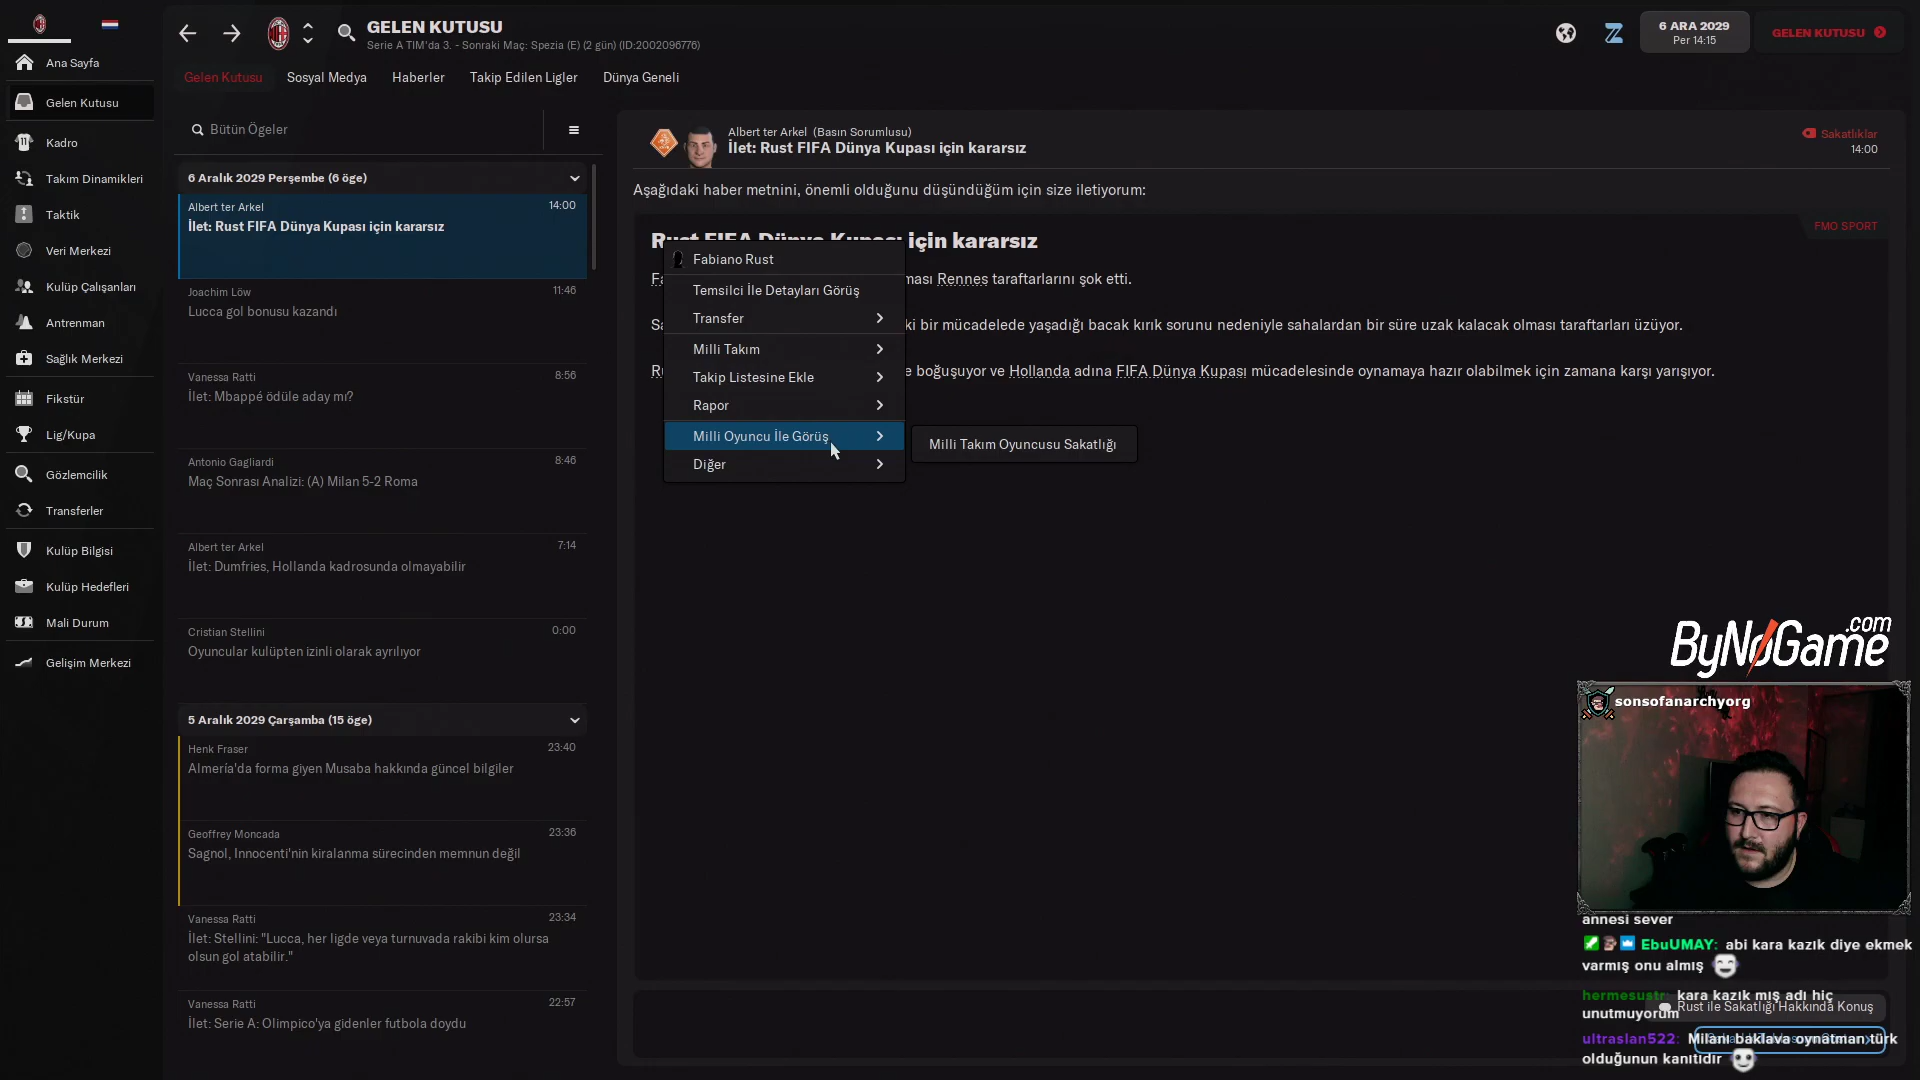 GELEN KUTUSU
Serie A TIM'da 3. - Sonraki Maç: Spezia (E) (2 gün) (ID:2002096776)
6 ARA 2029
Per 14:15
GELEN KUTUSU
Gelen Kutusu
Sosyal Medya
Haberler
Takip Edilen Ligler
Dünya Geneli
Ana Sayfa
Gelen Kutusu
Kadro
Takım Dinamikleri
Taktik
Veri Merkezi
Kulüp Çalışanları
Antrenman
Sağlık Merkezi
Fikstür
Lig/Kupa
Gözlemcilik
Transferler
Kulüp Bilgisi
Kulüp Hedefleri
Mali Durum
Gelişim Merkezi
Bütün Ögeler
6 Aralık 2029 Perşembe (6 öge)
Albert ter Arkel 14:00
İlet: Rust FIFA Dünya Kupası için kararsız
Joachim Löw 11:46
Lucca gol bonusu kazandı
Vanessa Ratti 8:56
İlet: Mbappé ödüle aday mı?
Antonio Gagliardi 8:46
Maç Sonrası Analizi: (A) Milan 5-2 Roma
Albert ter Arkel 7:14
İlet: Dumfries, Hollanda kadrosunda olmayabilir
Cristian Stellini 0:00
Oyuncular kulüpten izinli olarak ayrılıyor
5 Aralık 2029 Çarşamba (15 öge)
Henk Fraser 23:40
Almería'da forma giyen Musaba hakkında güncel bilgiler
Geoffrey Moncada 23:36
Sagnol, Innocenti'nin kiralanma sürecinden memnun değil
Vanessa Ratti 23:34
İlet: Stellini: "Lucca, her ligde veya turnuvada rakibi kim olursa
olsun gol atabilir."
Vanessa Ratti 22:57
İlet: Serie A: Olimpico'ya gidenler futbola doydu
Albert ter Arkel (Basın Sorumlusu)
İlet: Rust FIFA Dünya Kupası için kararsız
Sakatlıklar
14:00
Aşağıdaki haber metnini, önemli olduğunu düşündüğüm için size iletiyorum:
FMO SPORT
Rust FIFA Dünya Kupası için kararsız
Rennes taraftarlarını şok etti.
bir mücadelede yaşadığı bacak kırık sorunu nedeniyle sahalardan bir süre uzak kalacak olması taraftarları üzüyor.
boğuşuyor ve Hollanda adına FIFA Dünya Kupası mücadelesinde oynamaya hazır olabilmek için zamana karşı yarışıyor.
Fabiano Rust
Temsilci İle Detayları Görüş
Transfer
Milli Takım
Takip Listesine Ekle
Rapor
Milli Oyuncu İle Görüş
Diğer
Milli Takım Oyuncusu Sakatlığı
ByNoGame.com
sonsofanarchyorg
annesi sever
EbuUMAY: abi kara kazık diye ekmek
varmış onu almış
hermesustr: kara kazık mış adı hiç
unutmuyorum
Rust ile Sakatlığı Hakkında Konuş
ultraslan522: Milanı baklava oynatman türk
olduğunun kanıtıdır